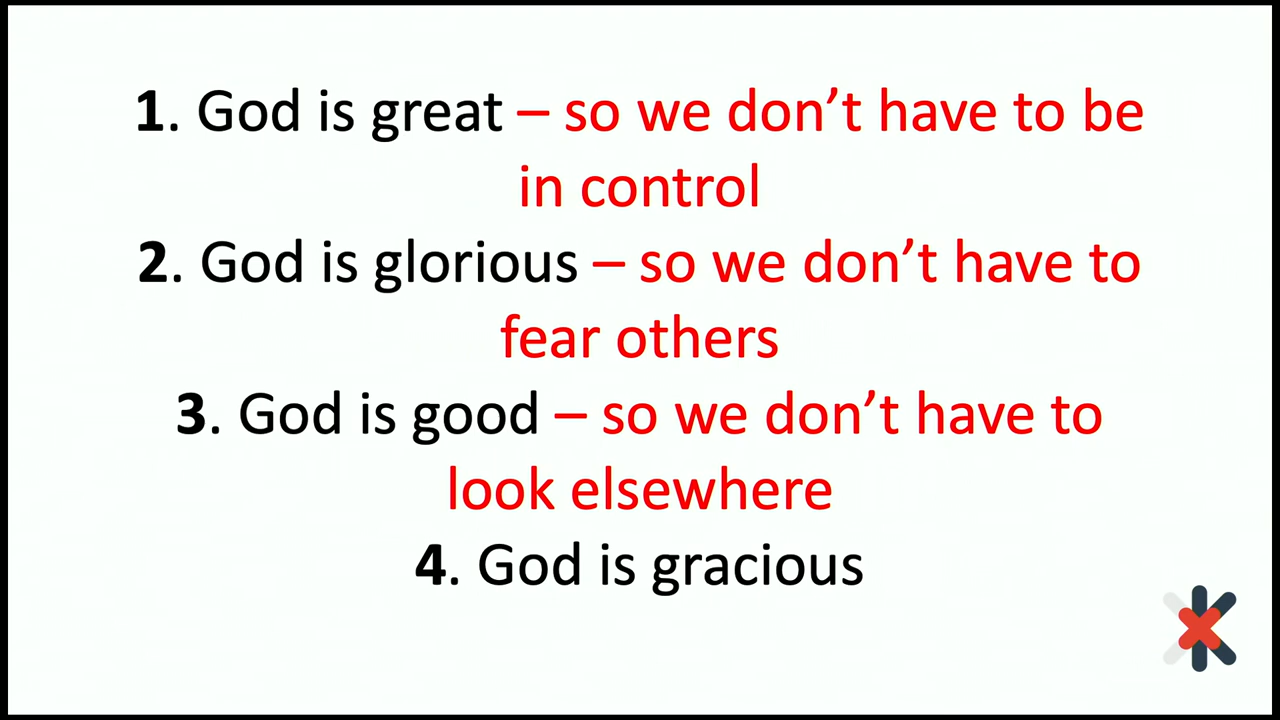 1. God is great – so we don’t have to be
in control
2. God is glorious – so we don’t have to
fear others
3. God is good – so we don’t have to
look elsewhere
4. God is gracious